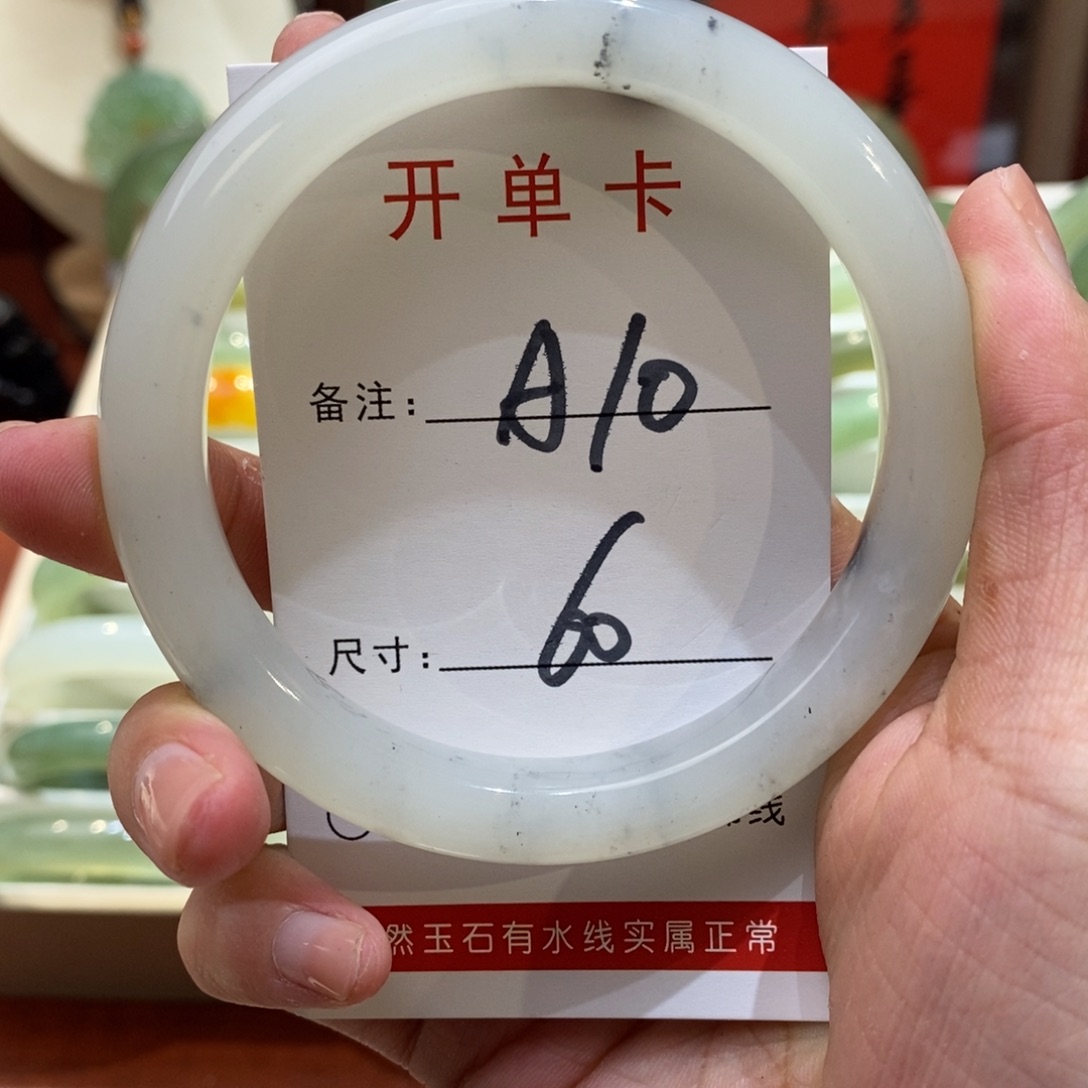 开单卡
备注: A10
尺寸: 60
线
然玉石有水线实属正常